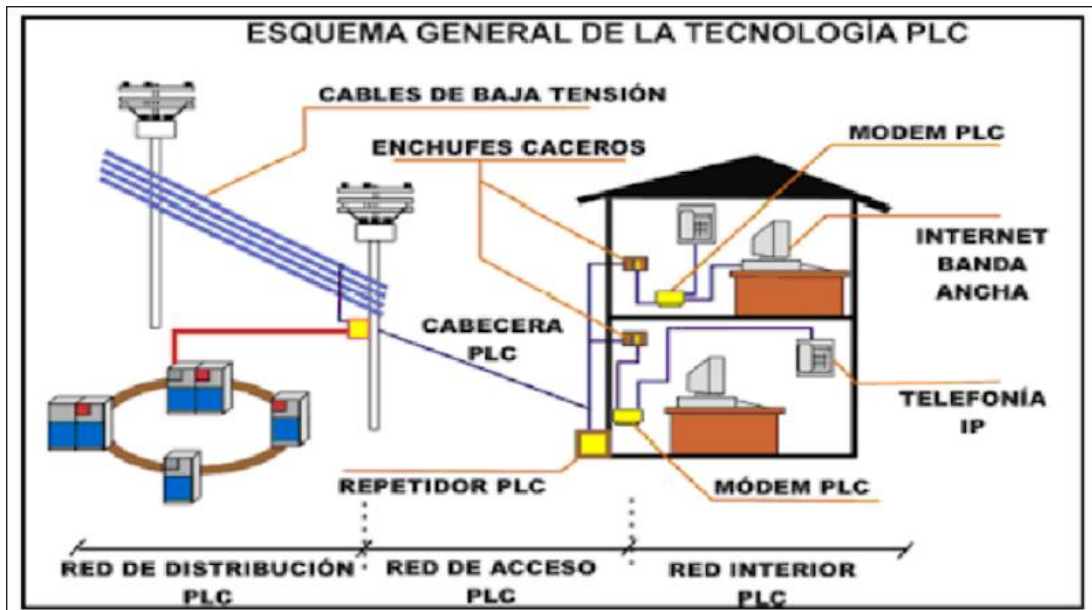 ESQUEMA GENERAL DE LA TECNOLOGÍA PLC
CABLES DE BAJA TENSIÓN
MODEM PLC
ENCHUFES CACEROS
INTERNET
BANDA
ANCHA
CABECERA
PLC
TELEFONÍA
IP
REPETIDOR PLC
MÓDEM PLC
RED DE DISTRIBUCIÓN
PLC
RED DE ACCESO
PLC
RED INTERIOR
PLC